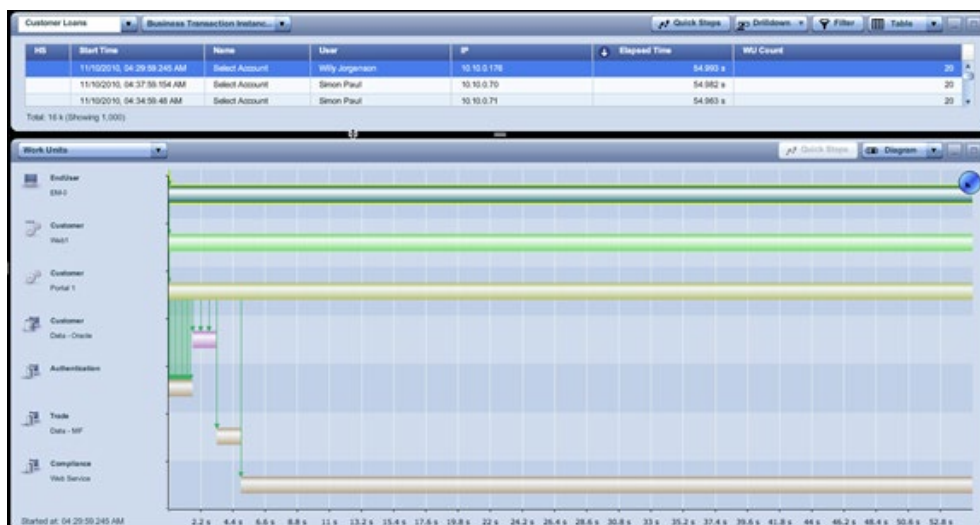 Customer Loans Business Transaction Instanc... Quick Steps Drilldown Filter Table
HS Start Time Name User IP Elapsed Time WU Count
11/10/2010, 04:29:59.245 AM Select Account Willy Jorgenson 10.10.0.176 54.993 s 20
11/10/2010, 04:37:59.154 AM Select Account Simon Paul 10.10.0.70 54.982 s 20
11/10/2010, 04:34:59.48 AM Select Account Simon Paul 10.10.0.71 54.963 s 20
Total: 16 k (Showing 1,000)
Work Units Quick Steps Diagram
EndUser
Customer
Web1
Customer
Portal 1
Customer
Data - Oracle
Authentication
Trade
Data - MF
Compliance
Web Service
Started at: 04:29:59.245 AM 2.2 s 4.4 s 6.6 s 8.8 s 11 s 13.2 s 15.4 s 17.6 s 19.8 s 22 s 24.2 s 26.4 s 28.6 s 30.8 s 33 s 35.2 s 37.4 s 39.6 s 41.8 s 44 s 46.2 s 48.4 s 50.6 s 52.8 s